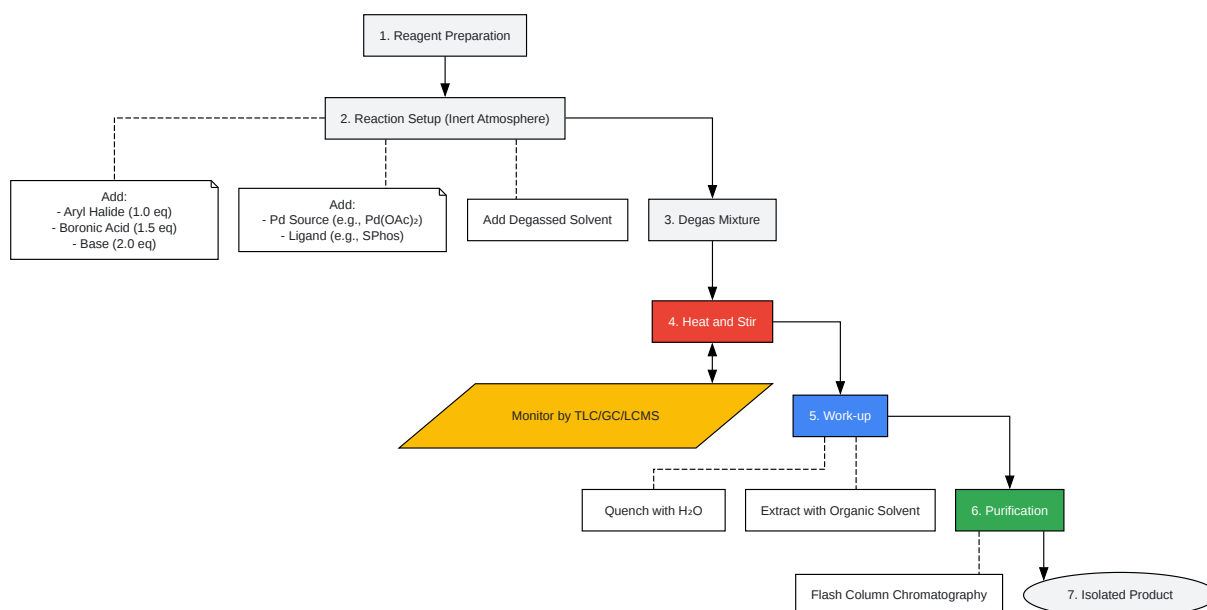 1. Reagent Preparation
2. Reaction Setup (Inert Atmosphere)
Add:
- Aryl Halide (1.0 eq)
- Boronic Acid (1.5 eq)
- Base (2.0 eq)
Add:
- Pd Source (e.g., Pd(OAc)₂)
- Ligand (e.g., SPhos)
Add Degassed Solvent
3. Degas Mixture
4. Heat and Stir
Monitor by TLC/GC/LCMS
5. Work-up
Quench with H₂O
Extract with Organic Solvent
6. Purification
Flash Column Chromatography
7. Isolated Product